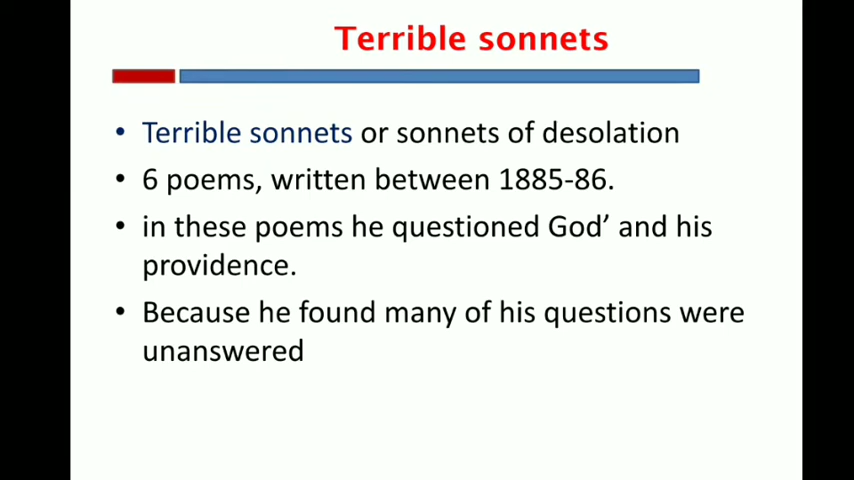 Terrible sonnets
• Terrible sonnets or sonnets of desolation
• 6 poems, written between 1885-86.
• in these poems he questioned God’ and his
providence.
• Because he found many of his questions were
unanswered